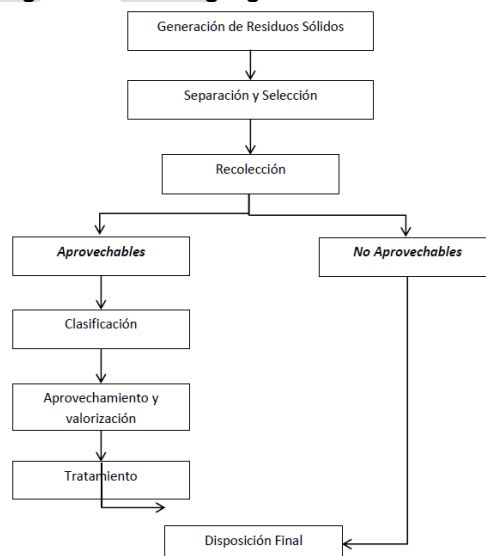 Generación de Residuos Sólidos
Separación y Selección
Recolección
Aprovechables
No Aprovechables
Clasificación
Aprovechamiento y
valorización
Tratamiento
Disposición Final